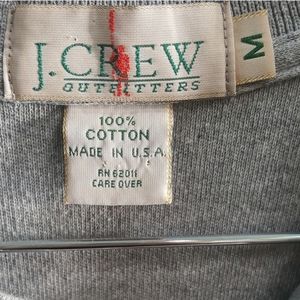 J.CREW
OUTFITTERS
M
100%
COTTON
MADE IN U.S.A.
RN 62011
CARE OVER